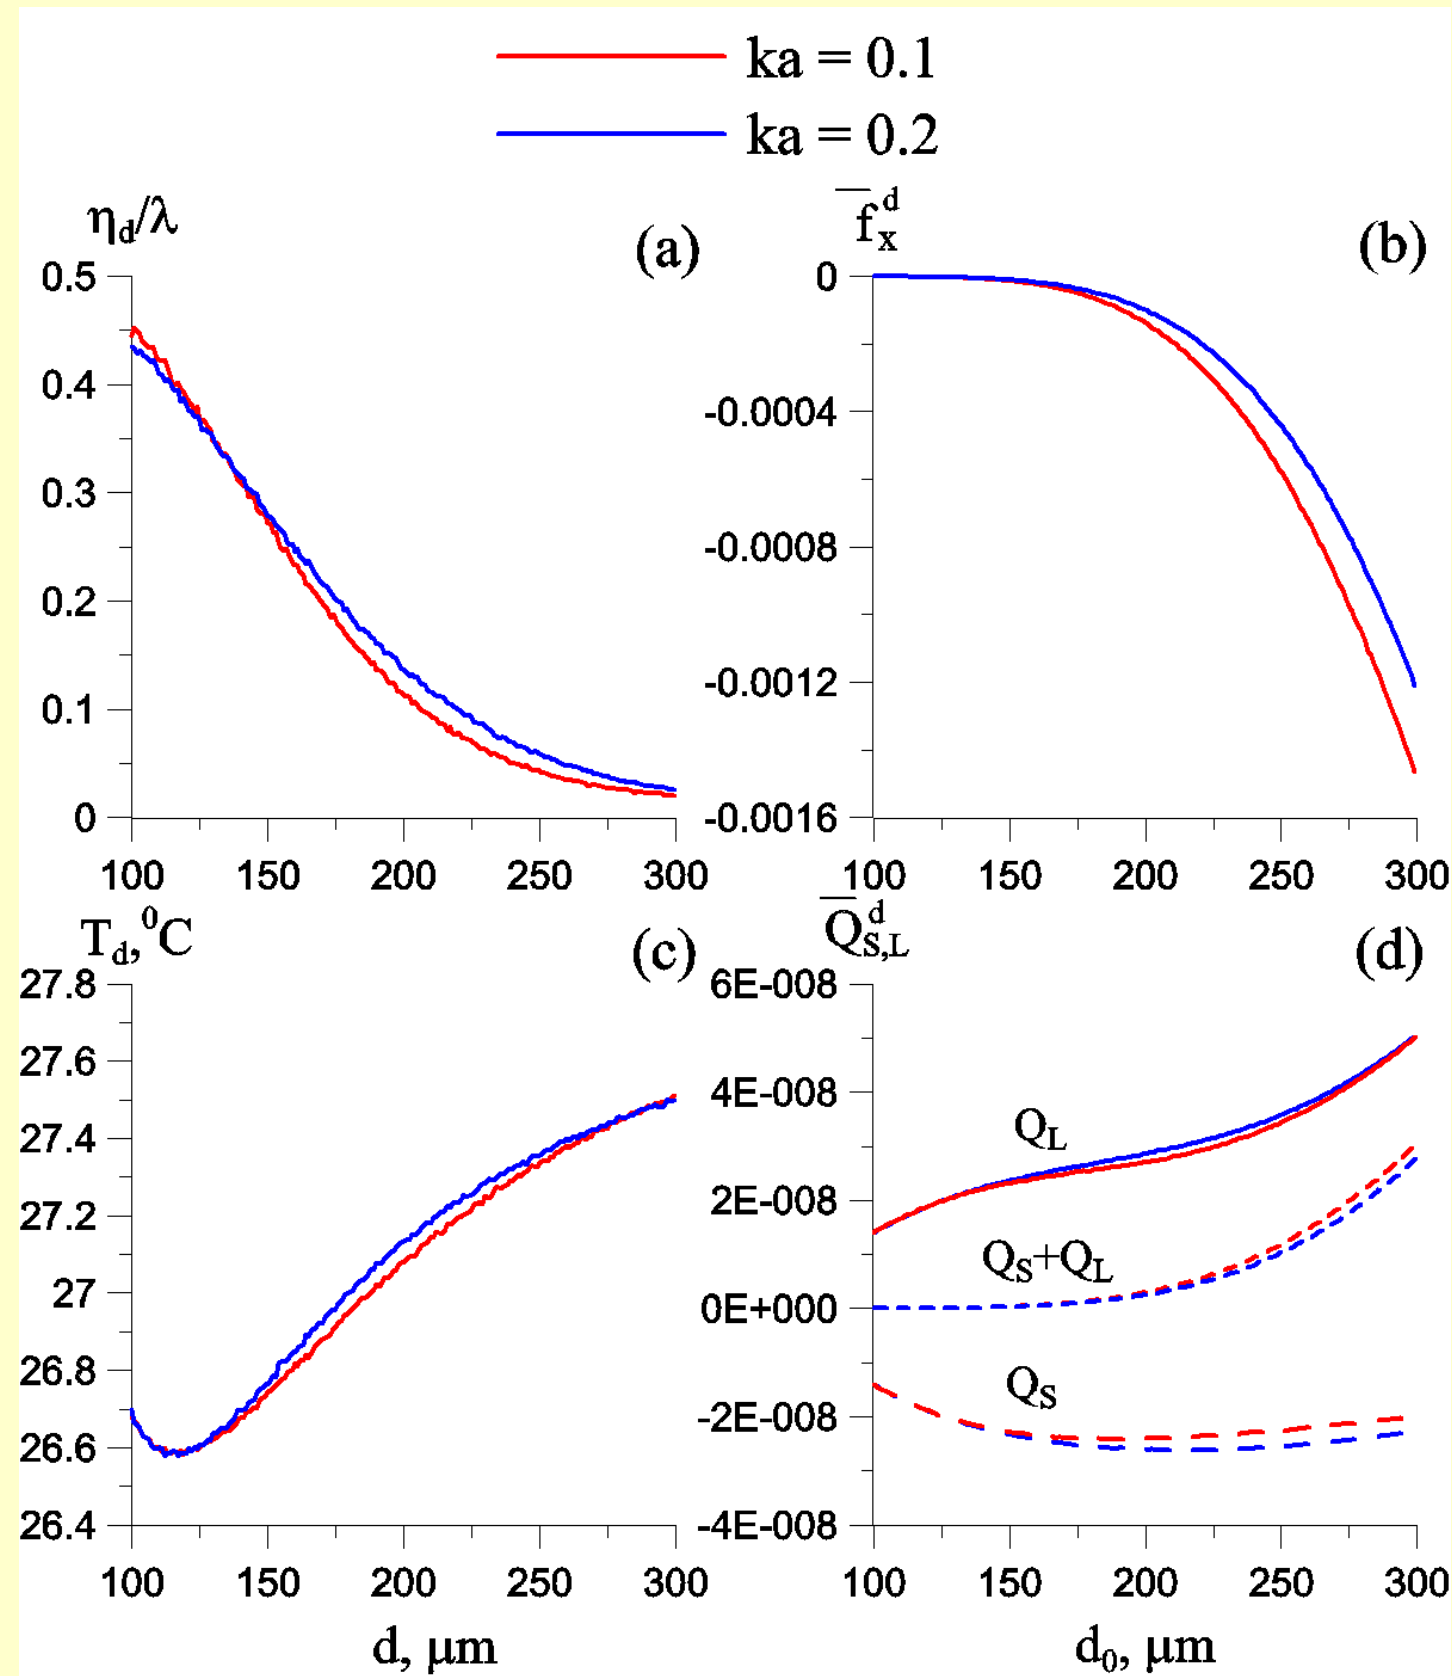 ka = 0.1
ka = 0.2
η_d/λ
(a)
0.5
0.4
0.3
0.2
0.1
0
100 150 200 250 300
f̅_x^d
(b)
0
-0.0004
-0.0008
-0.0012
-0.0016
100 150 200 250 300
T_d, ⁰C
(c)
27.8
27.6
27.4
27.2
27
26.8
26.6
26.4
100 150 200 250 300
d, μm
Q̅_S,L^d
(d)
6E-008
4E-008
2E-008
0E+000
-2E-008
-4E-008
Q_L
Q_S+Q_L
Q_S
100 150 200 250 300
d₀, μm